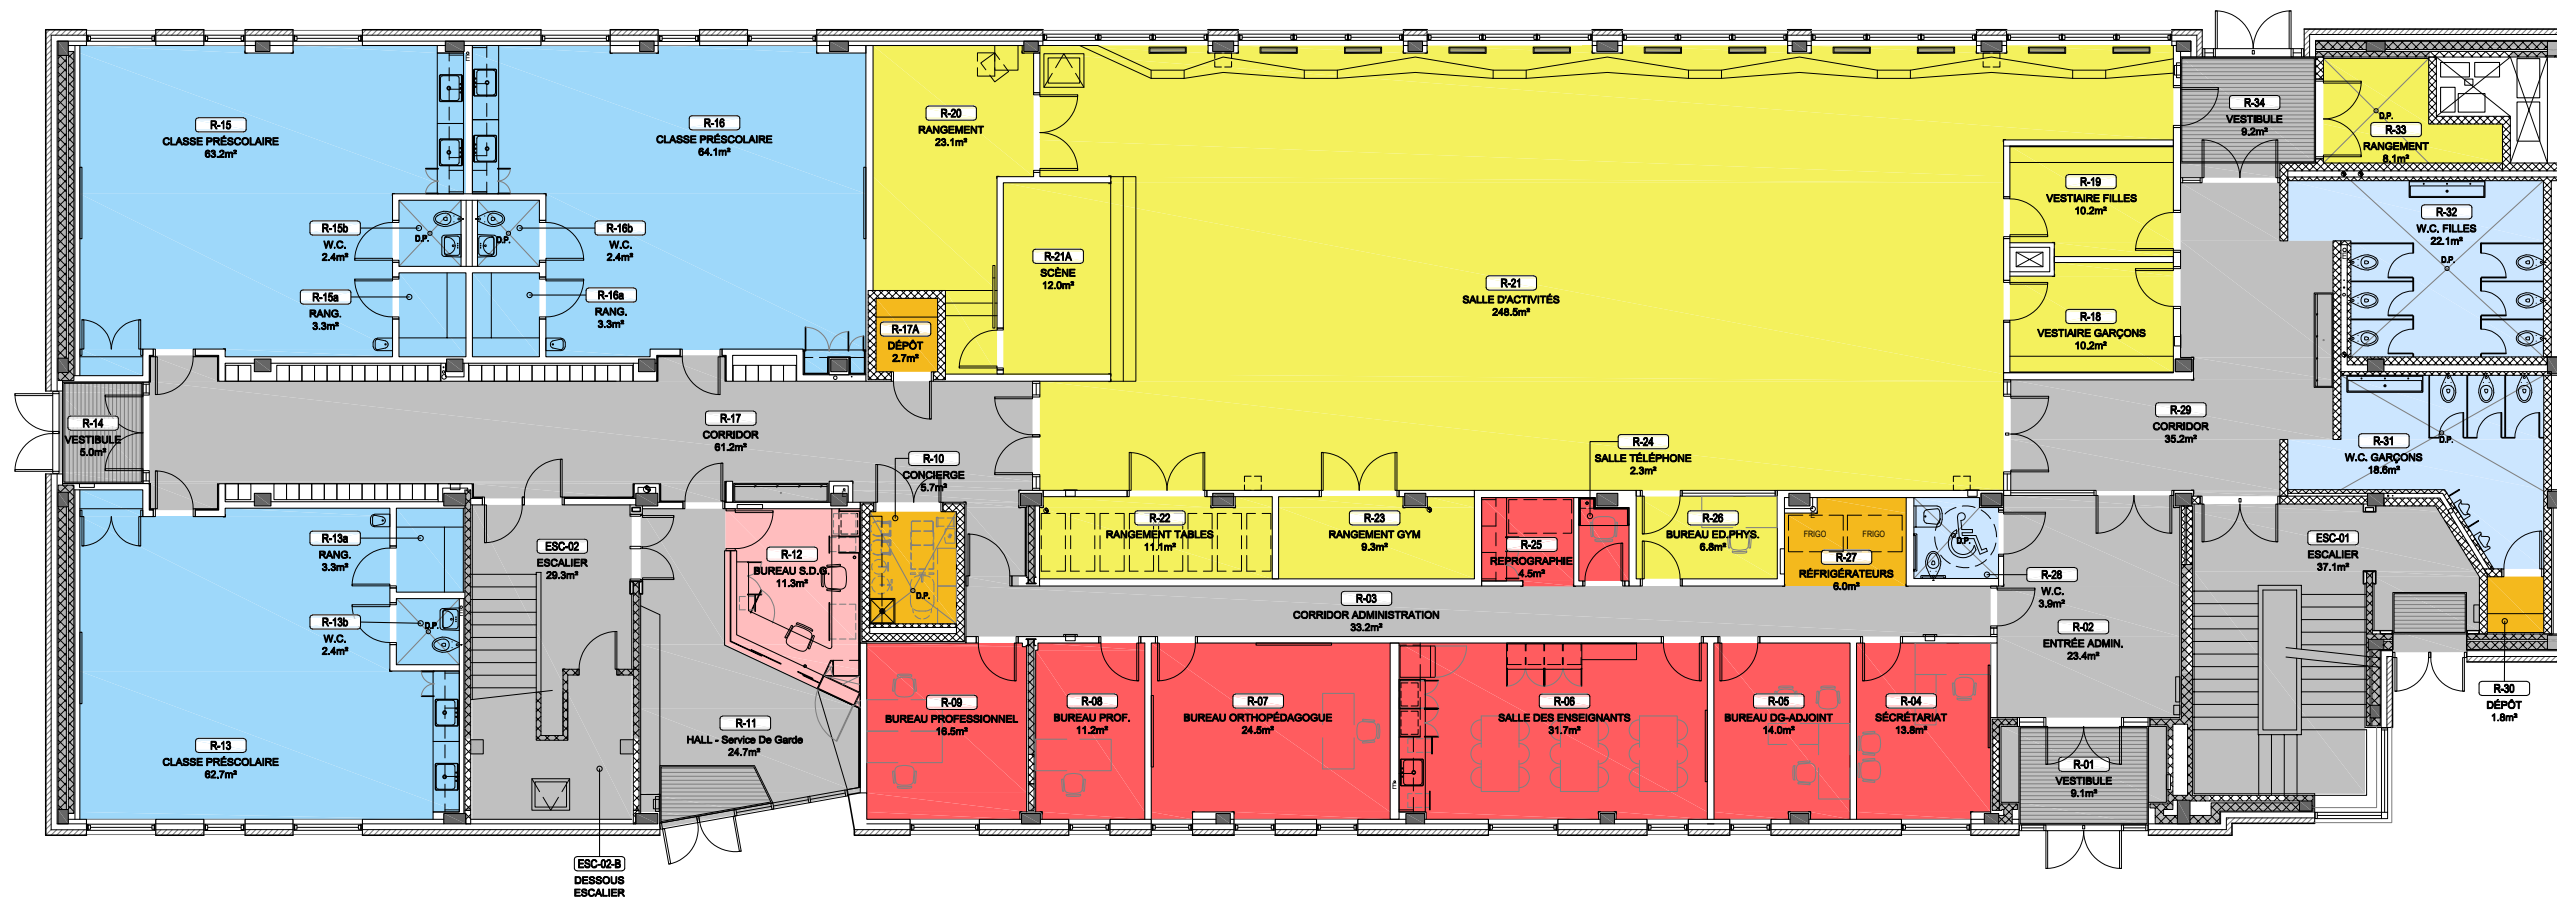 R-15
CLASSE PRÉSCOLAIRE
63.2m²
R-16
CLASSE PRÉSCOLAIRE
64.1m²
R-20
RANGEMENT
23.1m²
R-34
VESTIBULE
9.2m²
D.P.
R-33
RANGEMENT
8.1m²
R-19
VESTIAIRE FILLES
10.2m²
R-32
W.C. FILLES
22.1m²
D.P.
R-15b
W.C.
2.4m²
D.P.
D.P.
R-16b
W.C.
2.4m²
R-21A
SCÈNE
12.0m²
R-21
SALLE D'ACTIVITÉS
248.5m²
R-15a
RANG.
3.3m²
R-16a
RANG.
3.3m²
R-17A
DÉPÔT
2.7m²
R-18
VESTIAIRE GARÇONS
10.2m²
R-14
VESTIBULE
5.0m²
R-17
CORRIDOR
61.2m²
R-29
CORRIDOR
35.2m²
D.P.
R-31
W.C. GARÇONS
18.6m²
R-10
CONCIERGE
5.7m²
R-24
SALLE TÉLÉPHONE
2.3m²
R-13a
RANG.
3.3m²
ESC-02
ESCALIER
29.3m²
R-12
BUREAU S.D.G.
11.3m²
D.P.
R-22
RANGEMENT TABLES
11.1m²
R-23
RANGEMENT GYM
9.3m²
R-25
REPROGRAPHIE
4.5m²
R-26
BUREAU ED.PHYS.
6.8m²
FRIGO
FRIGO
R-27
RÉFRIGÉRATEURS
6.0m²
D.P.
R-28
W.C.
3.9m²
ESC-01
ESCALIER
37.1m²
R-13b
W.C.
2.4m²
D.P.
R-03
CORRIDOR ADMINISTRATION
33.2m²
R-02
ENTRÉE ADMIN.
23.4m²
R-13
CLASSE PRÉSCOLAIRE
62.7m²
R-11
HALL - Service De Garde
24.7m²
R-09
BUREAU PROFESSIONNEL
16.5m²
R-08
BUREAU PROF.
11.2m²
R-07
BUREAU ORTHOPÉDAGOGUE
24.5m²
R-06
SALLE DES ENSEIGNANTS
31.7m²
R-05
BUREAU DG-ADJOINT
14.0m²
R-04
SÉCRÉTARIAT
13.8m²
R-01
VESTIBULE
9.1m²
R-30
DÉPÔT
1.8m²
ESC-02-B
DESSOUS
ESCALIER